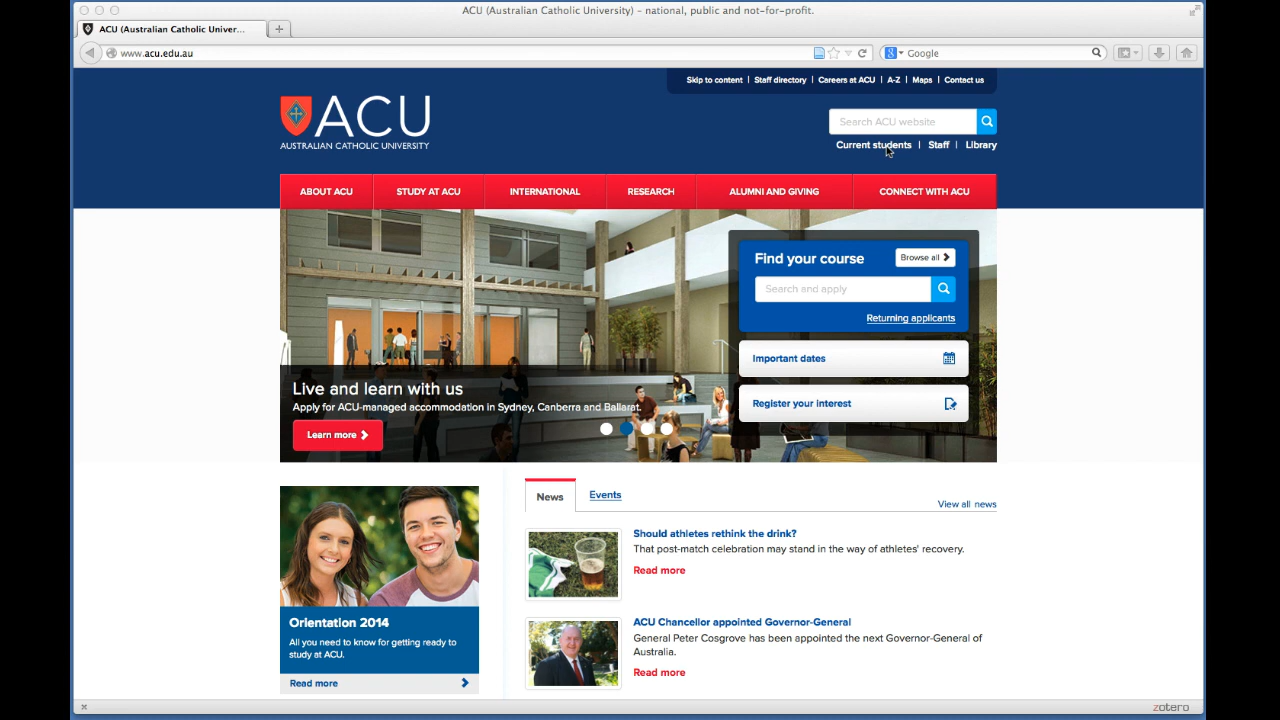 ACU (Australian Catholic University) – national, public and not-for-profit.
ACU (Australian Catholic Univer...
www.acu.edu.au
Google
Skip to content | Staff directory | Careers at ACU | A-Z | Maps | Contact us
ACU
AUSTRALIAN CATHOLIC UNIVERSITY
Search ACU website
Current students | Staff | Library
ABOUT ACU
STUDY AT ACU
INTERNATIONAL
RESEARCH
ALUMNI AND GIVING
CONNECT WITH ACU
Find your course
Browse all
Search and apply
Returning applicants
Important dates
Register your interest
Live and learn with us
Apply for ACU-managed accommodation in Sydney, Canberra and Ballarat.
Learn more
Orientation 2014
All you need to know for getting ready to
study at ACU.
Read more
News
Events
View all news
Should athletes rethink the drink?
That post-match celebration may stand in the way of athletes' recovery.
Read more
ACU Chancellor appointed Governor-General
General Peter Cosgrove has been appointed the next Governor-General of
Australia.
Read more
zotero